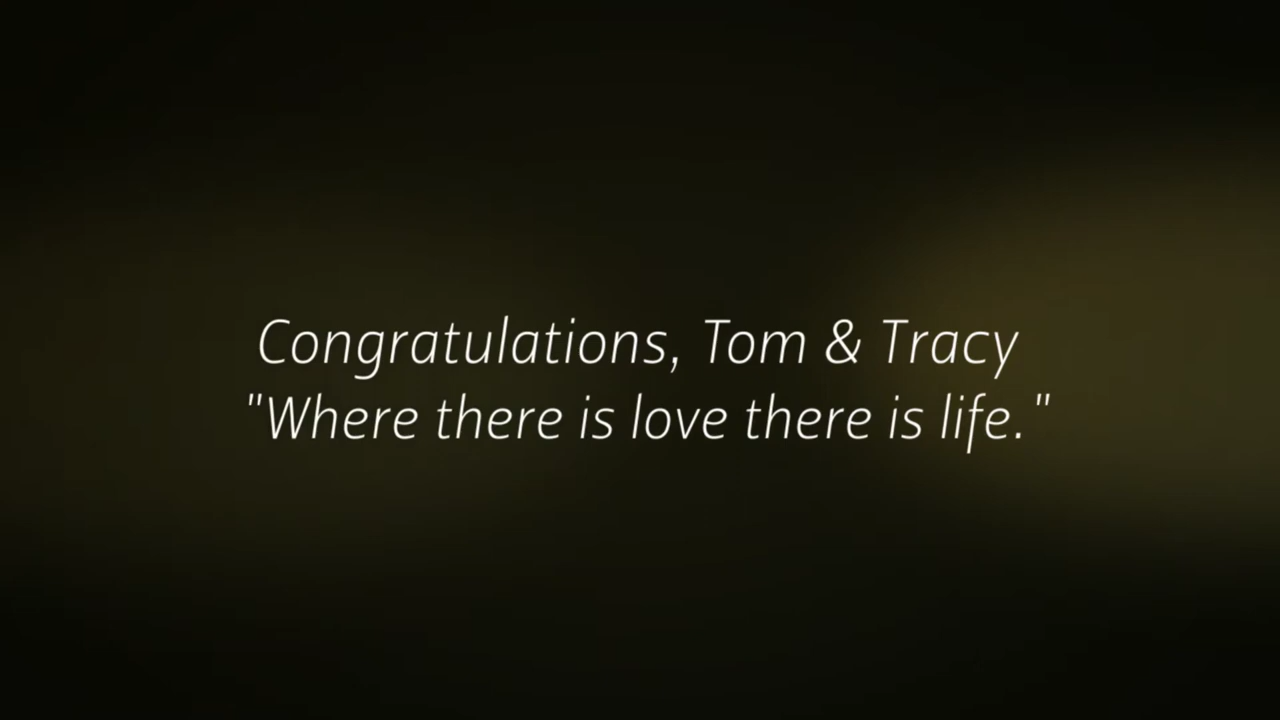 Congratulations, Tom & Tracy
"Where there is love there is life."